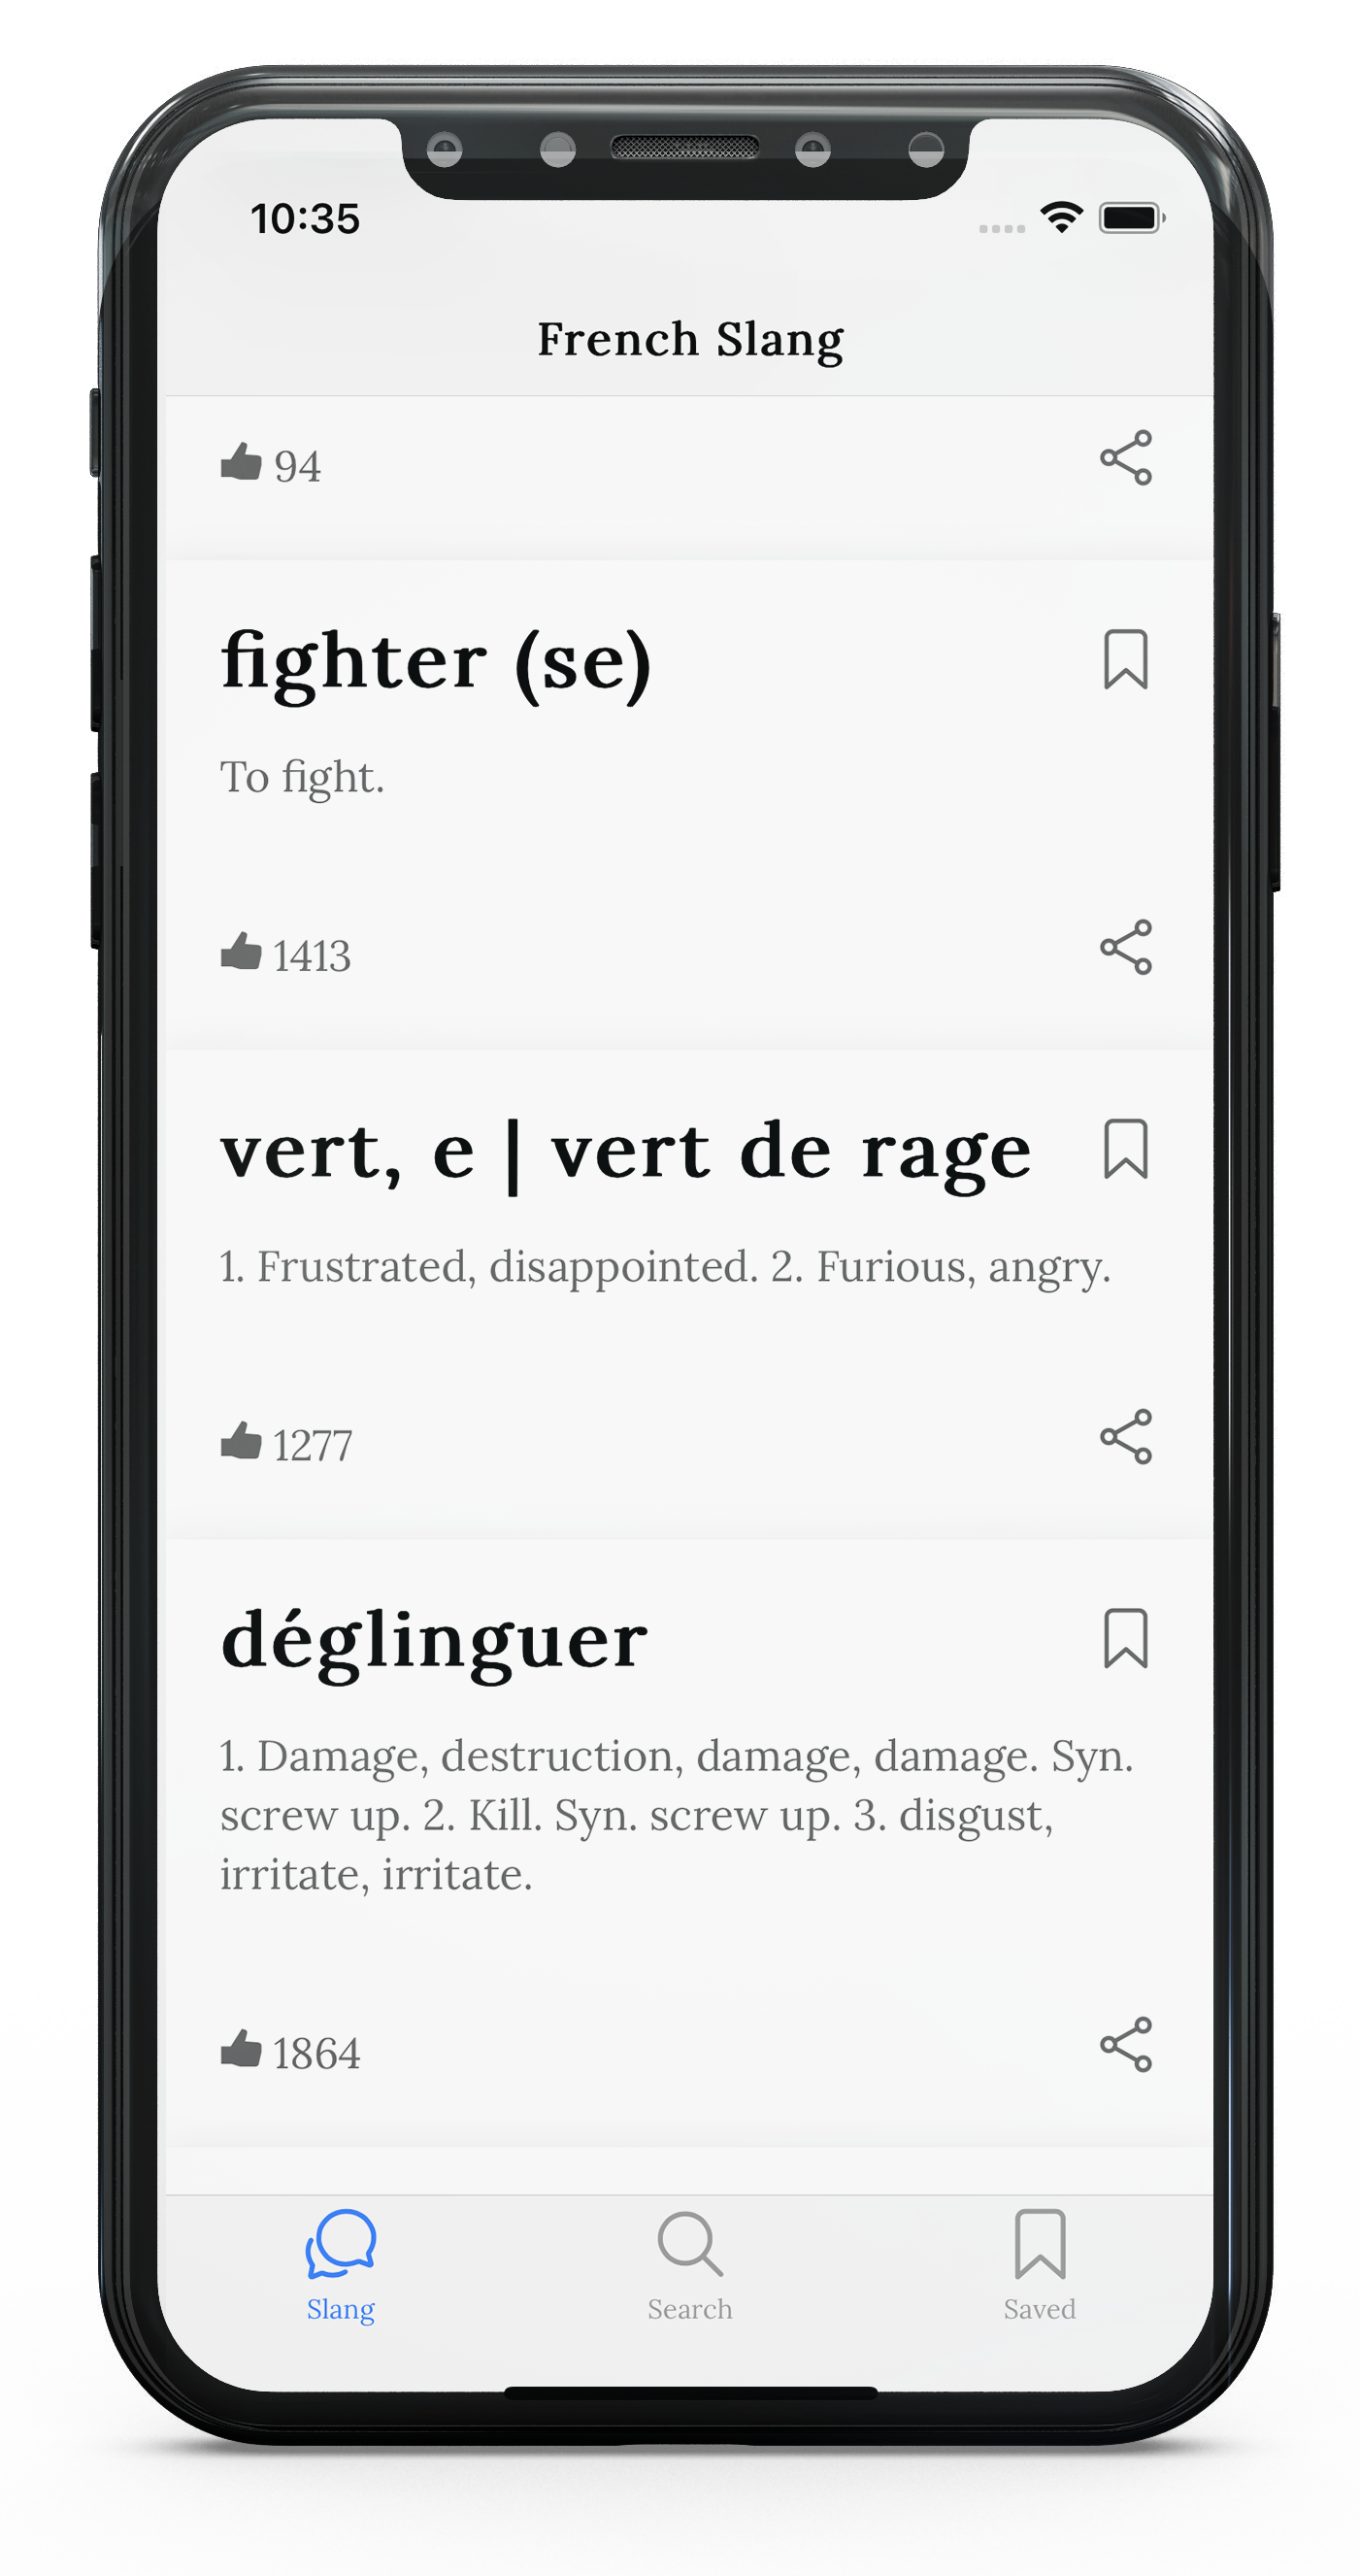 10:35
French Slang
94
fighter (se)
To fight.
1413
vert, e | vert de rage
1. Frustrated, disappointed. 2. Furious, angry.
1277
déglinguer
1. Damage, destruction, damage, damage. Syn.
screw up. 2. Kill. Syn. screw up. 3. disgust,
irritate, irritate.
1864
Slang
Search
Saved